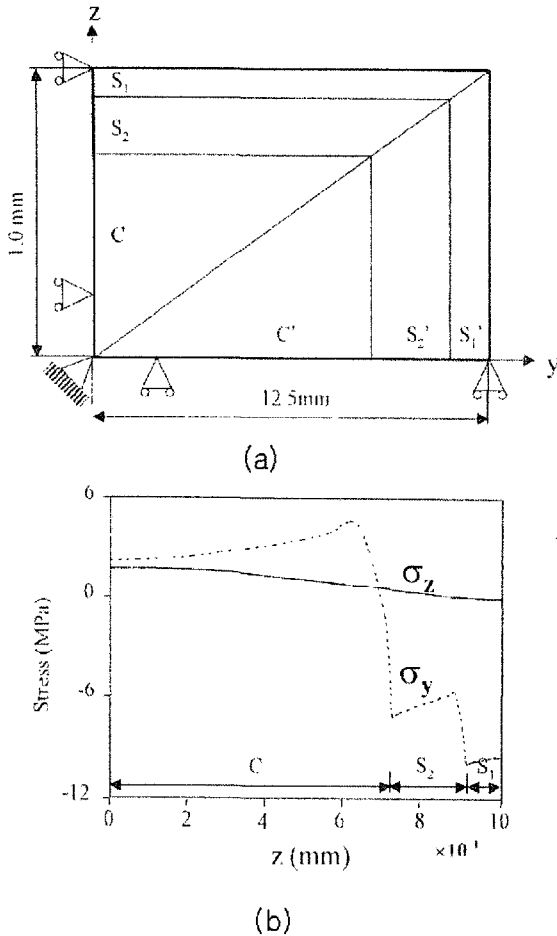 z
S₁
S₂
C
1.0 mm
C'
S₂'
S₁'
y
12.5mm
(a)
6
0
-6
-12
Stress (MPa)
σz
σy
C
S₂
S₁
0
2
4
6
8
10
z (mm)
×10⁻¹
(b)